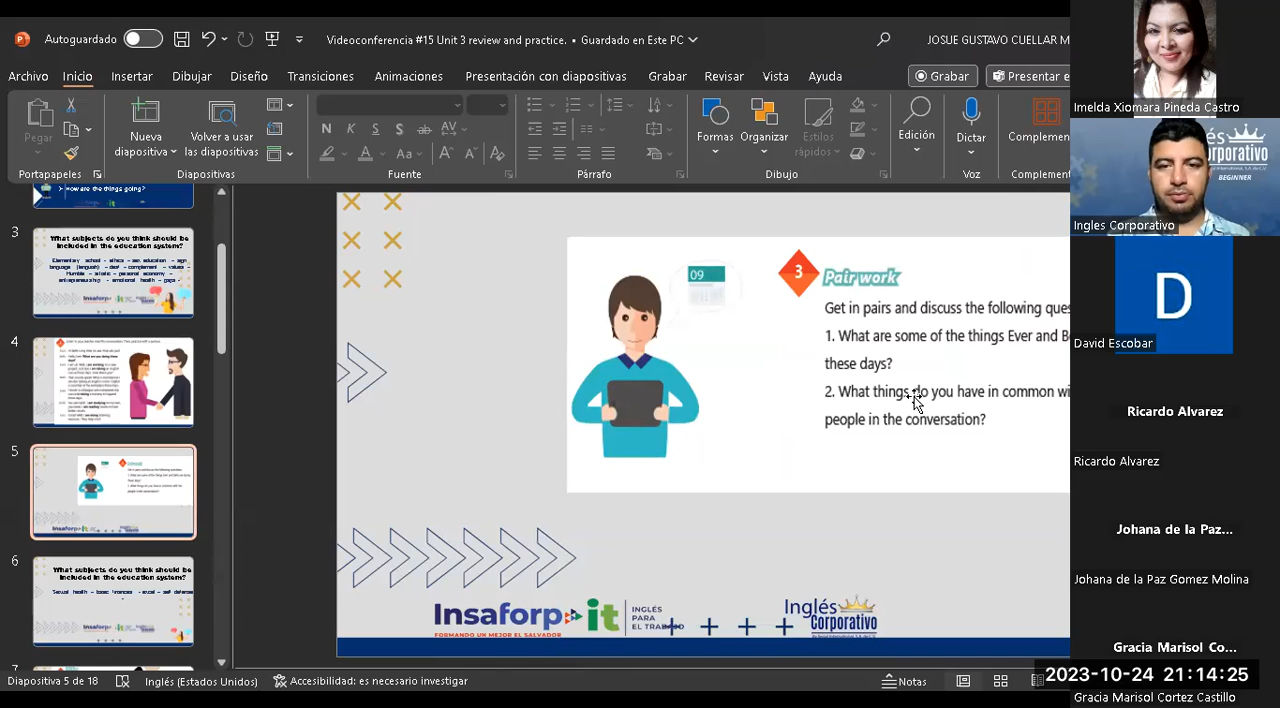 Autoguardado
Videoconferencia #15 Unit 3 review and practice. • Guardado en Este PC
JOSUE GUSTAVO CUELLAR M
Archivo Inicio Insertar Dibujar Diseño Transiciones Animaciones Presentación con diapositivas Grabar Revisar Vista Ayuda
Grabar
Presentar e
Pegar
Nueva diapositiva
Volver a usar las diapositivas
N K S S ab AV
A Aa A A A
Formas
Organizar
Estilos rápidos
Edición
Dictar
Complemen
Portapapeles Diapositivas Fuente Párrafo Dibujo Voz Complement
How are the things going?
3
What subjects do you think should be
included in the education system?
4
5
6
What subjects do you think should be
included in the education system?
7
09
3
Pair work
Get in pairs and discuss the following que
1. What are some of the things Ever and B
these days?
2. What things do you have in common wi
people in the conversation?
Insaforp it
FORMANDO UN MEJOR EL SALVADOR
INGLÉS
PARA
EL TRABAJO
Inglés
Corporativo
Diapositiva 5 de 18
Inglés (Estados Unidos)
Accesibilidad: es necesario investigar
Notas
Imelda Xiomara Pineda Castro
Corporativo
BEGINNER
Ingles Corporativo
D
David Escobar
Ricardo Alvarez
Ricardo Alvarez
Johana de la Paz...
Johana de la Paz Gomez Molina
Gracia Marisol Co...
2023-10-24 21:14:25
Gracia Marisol Cortez Castillo